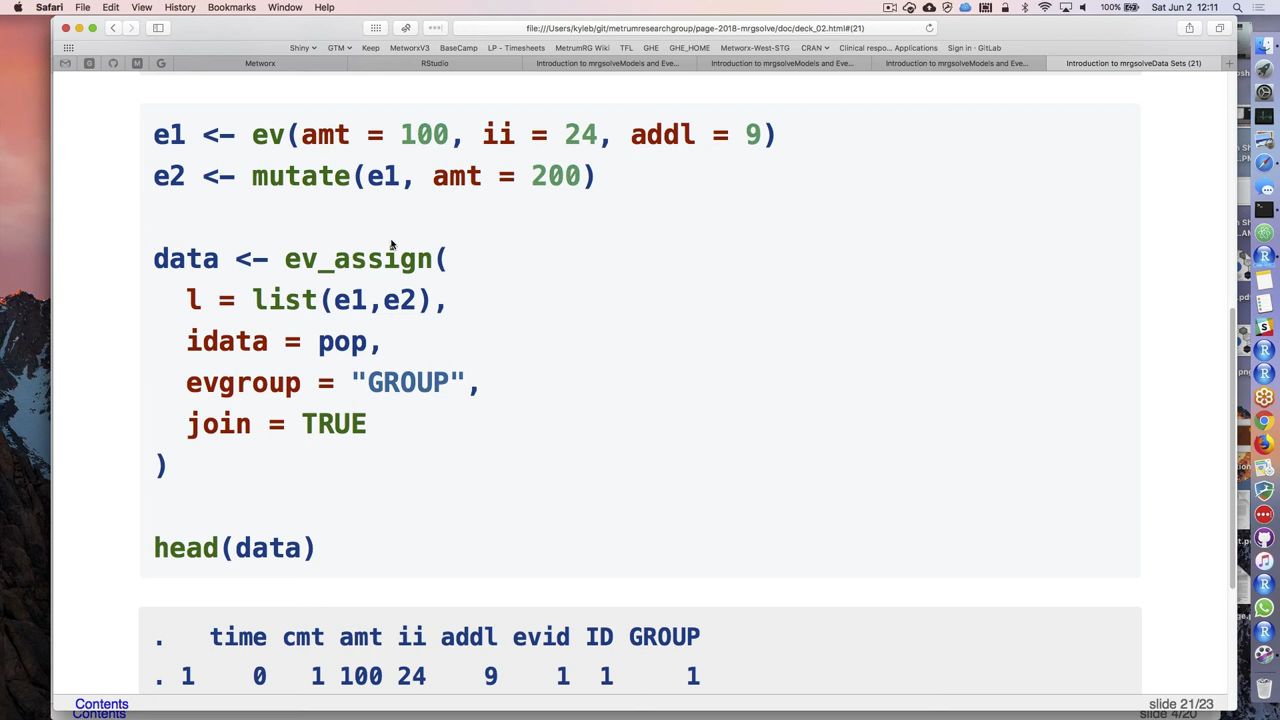 Safari File Edit View History Bookmarks Window Help 100% Sat Jun 2 12:11
file:///Users/kyleb/git/metrumresearchgroup/page-2018-mrgsolve/doc/deck_02.html#(21)
Shiny GTM Keep MetworxV3 BaseCamp LP - Timesheets MetrumRG Wiki TFL GHE GHE_HOME Metworx-West-STG CRAN Clinical respo... Applications Sign in · GitLab
Metworx RStudio Introduction to mrgsolveModels and Eve... Introduction to mrgsolveModels and Eve... Introduction to mrgsolveModels and Eve... Introduction to mrgsolveData Sets (21)
e1 <- ev(amt = 100, ii = 24, addl = 9)
e2 <- mutate(e1, amt = 200)
data <- ev_assign(
l = list(e1,e2),
idata = pop,
evgroup = "GROUP",
join = TRUE
)
head(data)
. time cmt amt ii addl evid ID GROUP
. 1 0 1 100 24 9 1 1 1
Contents slide 21/23
Contents slide 4/20